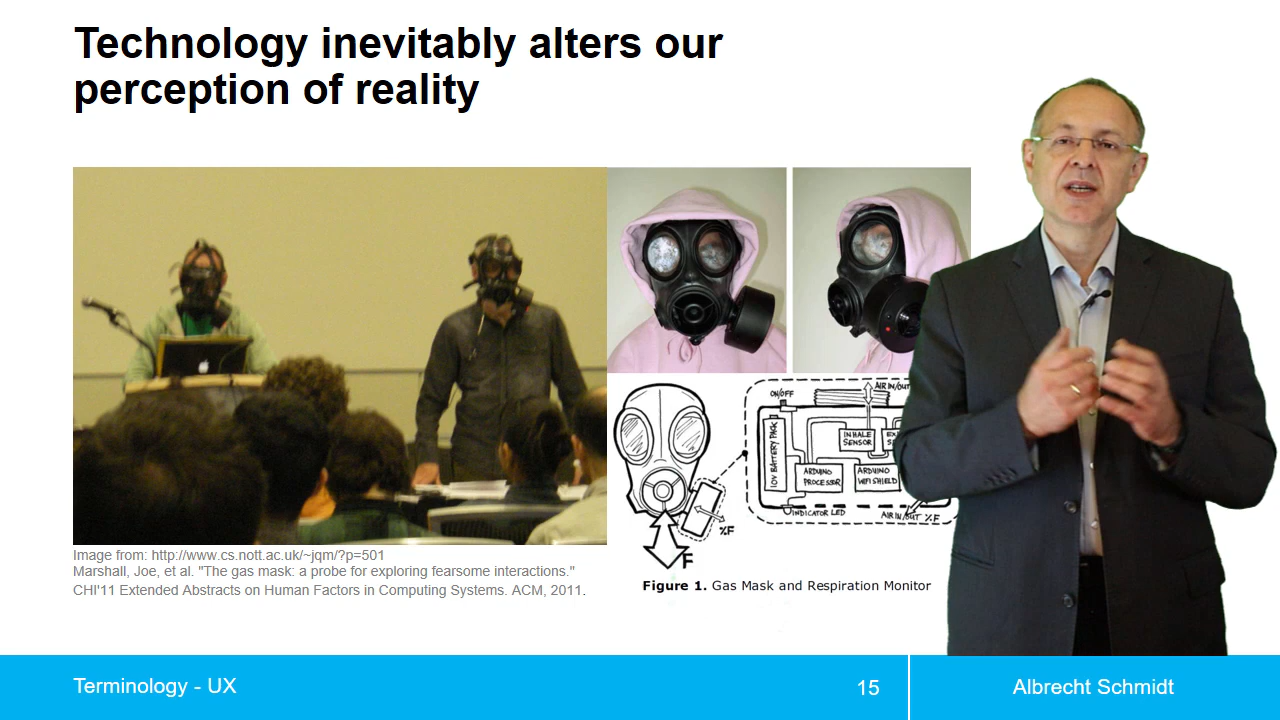 Technology inevitably alters our
perception of reality
ON/OFF
AIR IN/OUT
10V BATTERY PACK
INHALE
SENSOR
ARDUINO
PROCESSOR
ARDUINO
WIFI SHIELD
INDICATOR LED
AIR IN/OUT %F
%F
F
Image from: http://www.cs.nott.ac.uk/~jqm/?p=501
Marshall, Joe, et al. "The gas mask: a probe for exploring fearsome interactions."
CHI'11 Extended Abstracts on Human Factors in Computing Systems. ACM, 2011.
Figure 1. Gas Mask and Respiration Monitor
Terminology - UX
15
Albrecht Schmidt